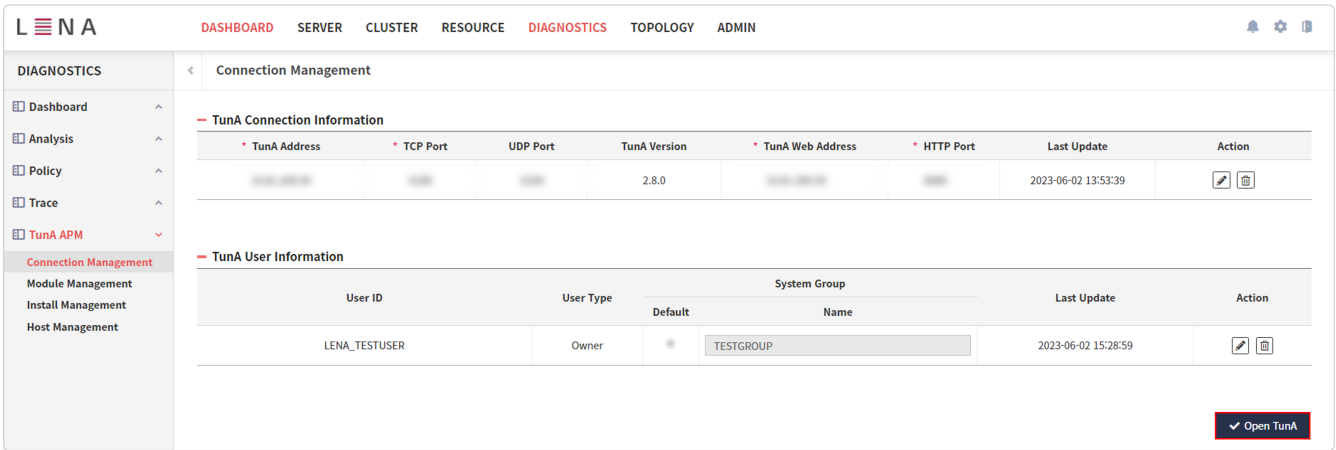 LENA
DASHBOARD SERVER CLUSTER RESOURCE DIAGNOSTICS TOPOLOGY ADMIN
DIAGNOSTICS
Dashboard
Analysis
Policy
Trace
TunA APM
Connection Management
Module Management
Install Management
Host Management
Connection Management
TunA Connection Information
* TunA Address * TCP Port UDP Port TunA Version * TunA Web Address * HTTP Port Last Update Action
2.8.0 2023-06-02 13:53:39
TunA User Information
User ID User Type System Group Last Update Action
Default Name
LENA_TESTUSER Owner TESTGROUP 2023-06-02 15:28:59
Open TunA